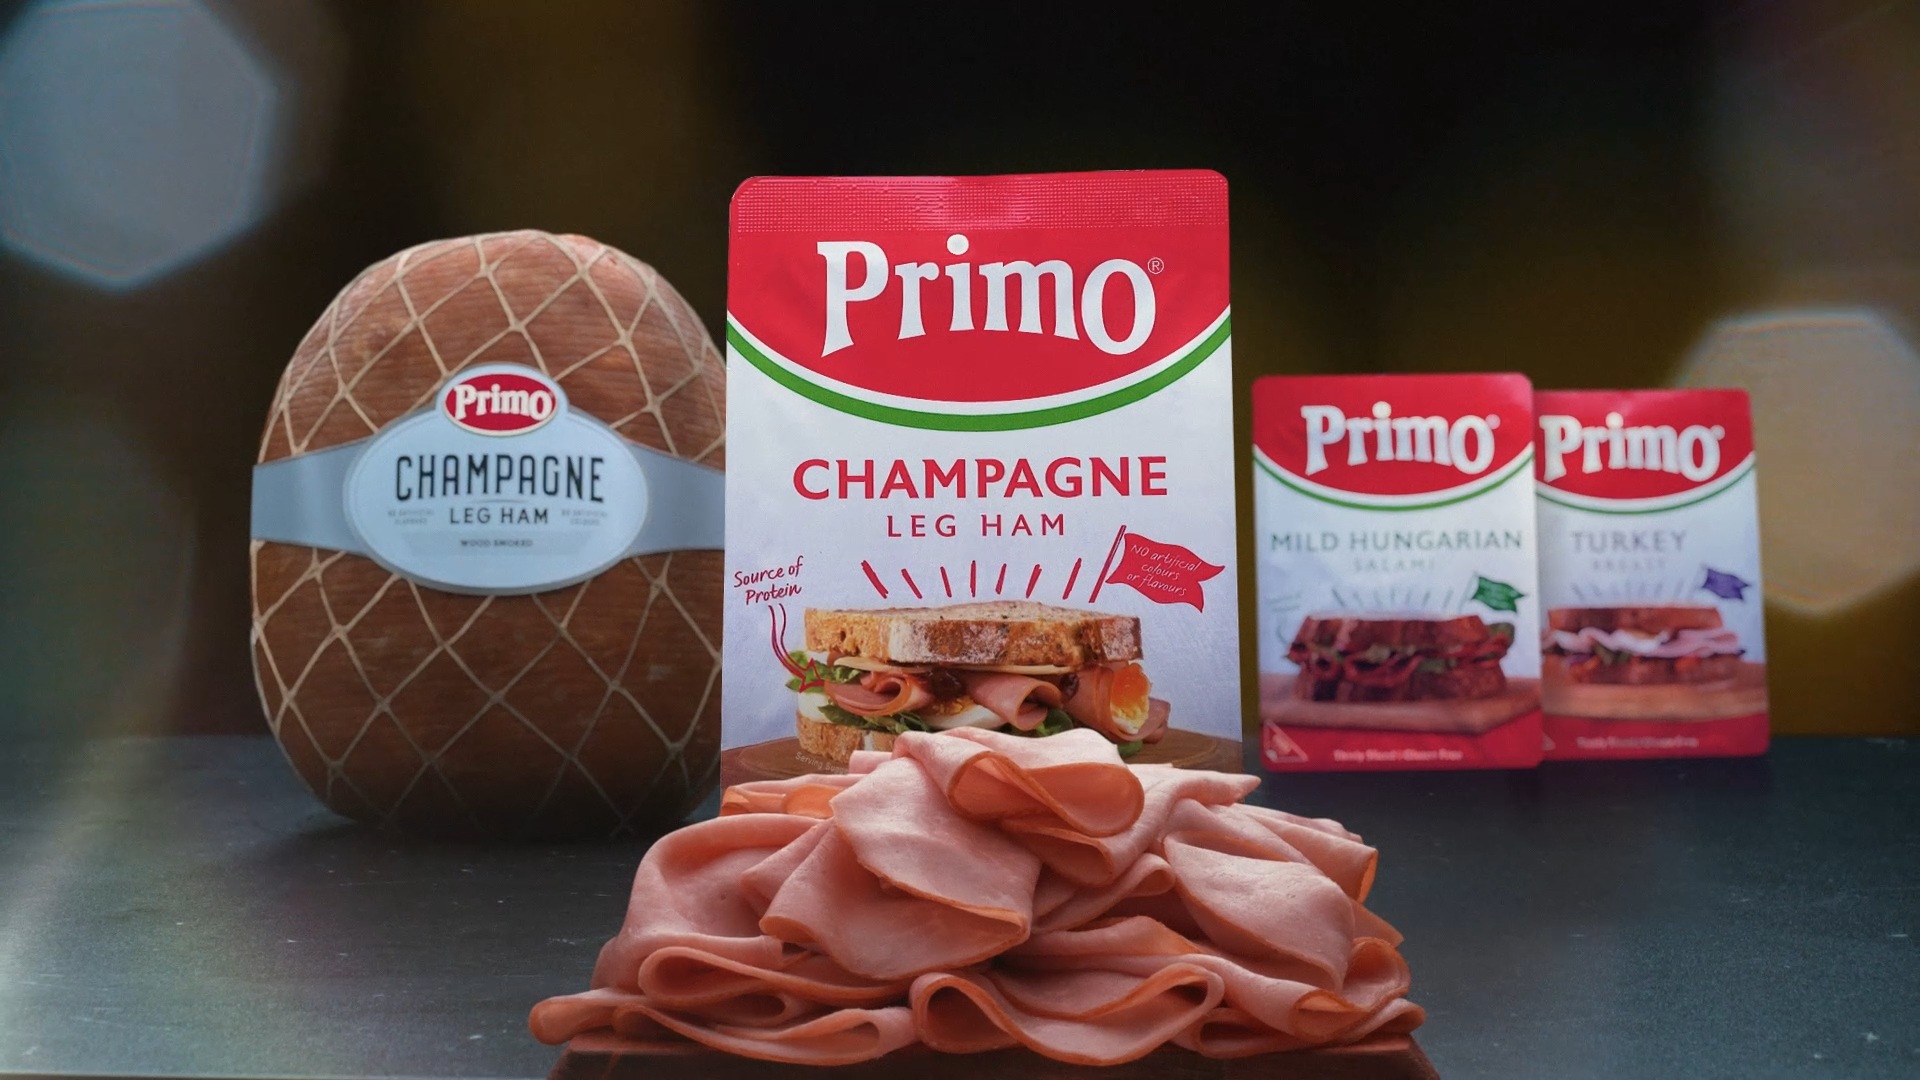 Primo
CHAMPAGNE
LEG HAM
WOOD SMOKED
Primo®
CHAMPAGNE
LEG HAM
Source of
Protein
NO artificial
colours
or flavours
Primo
MILD HUNGARIAN
SALAMI
Primo
TURKEY
BREAST